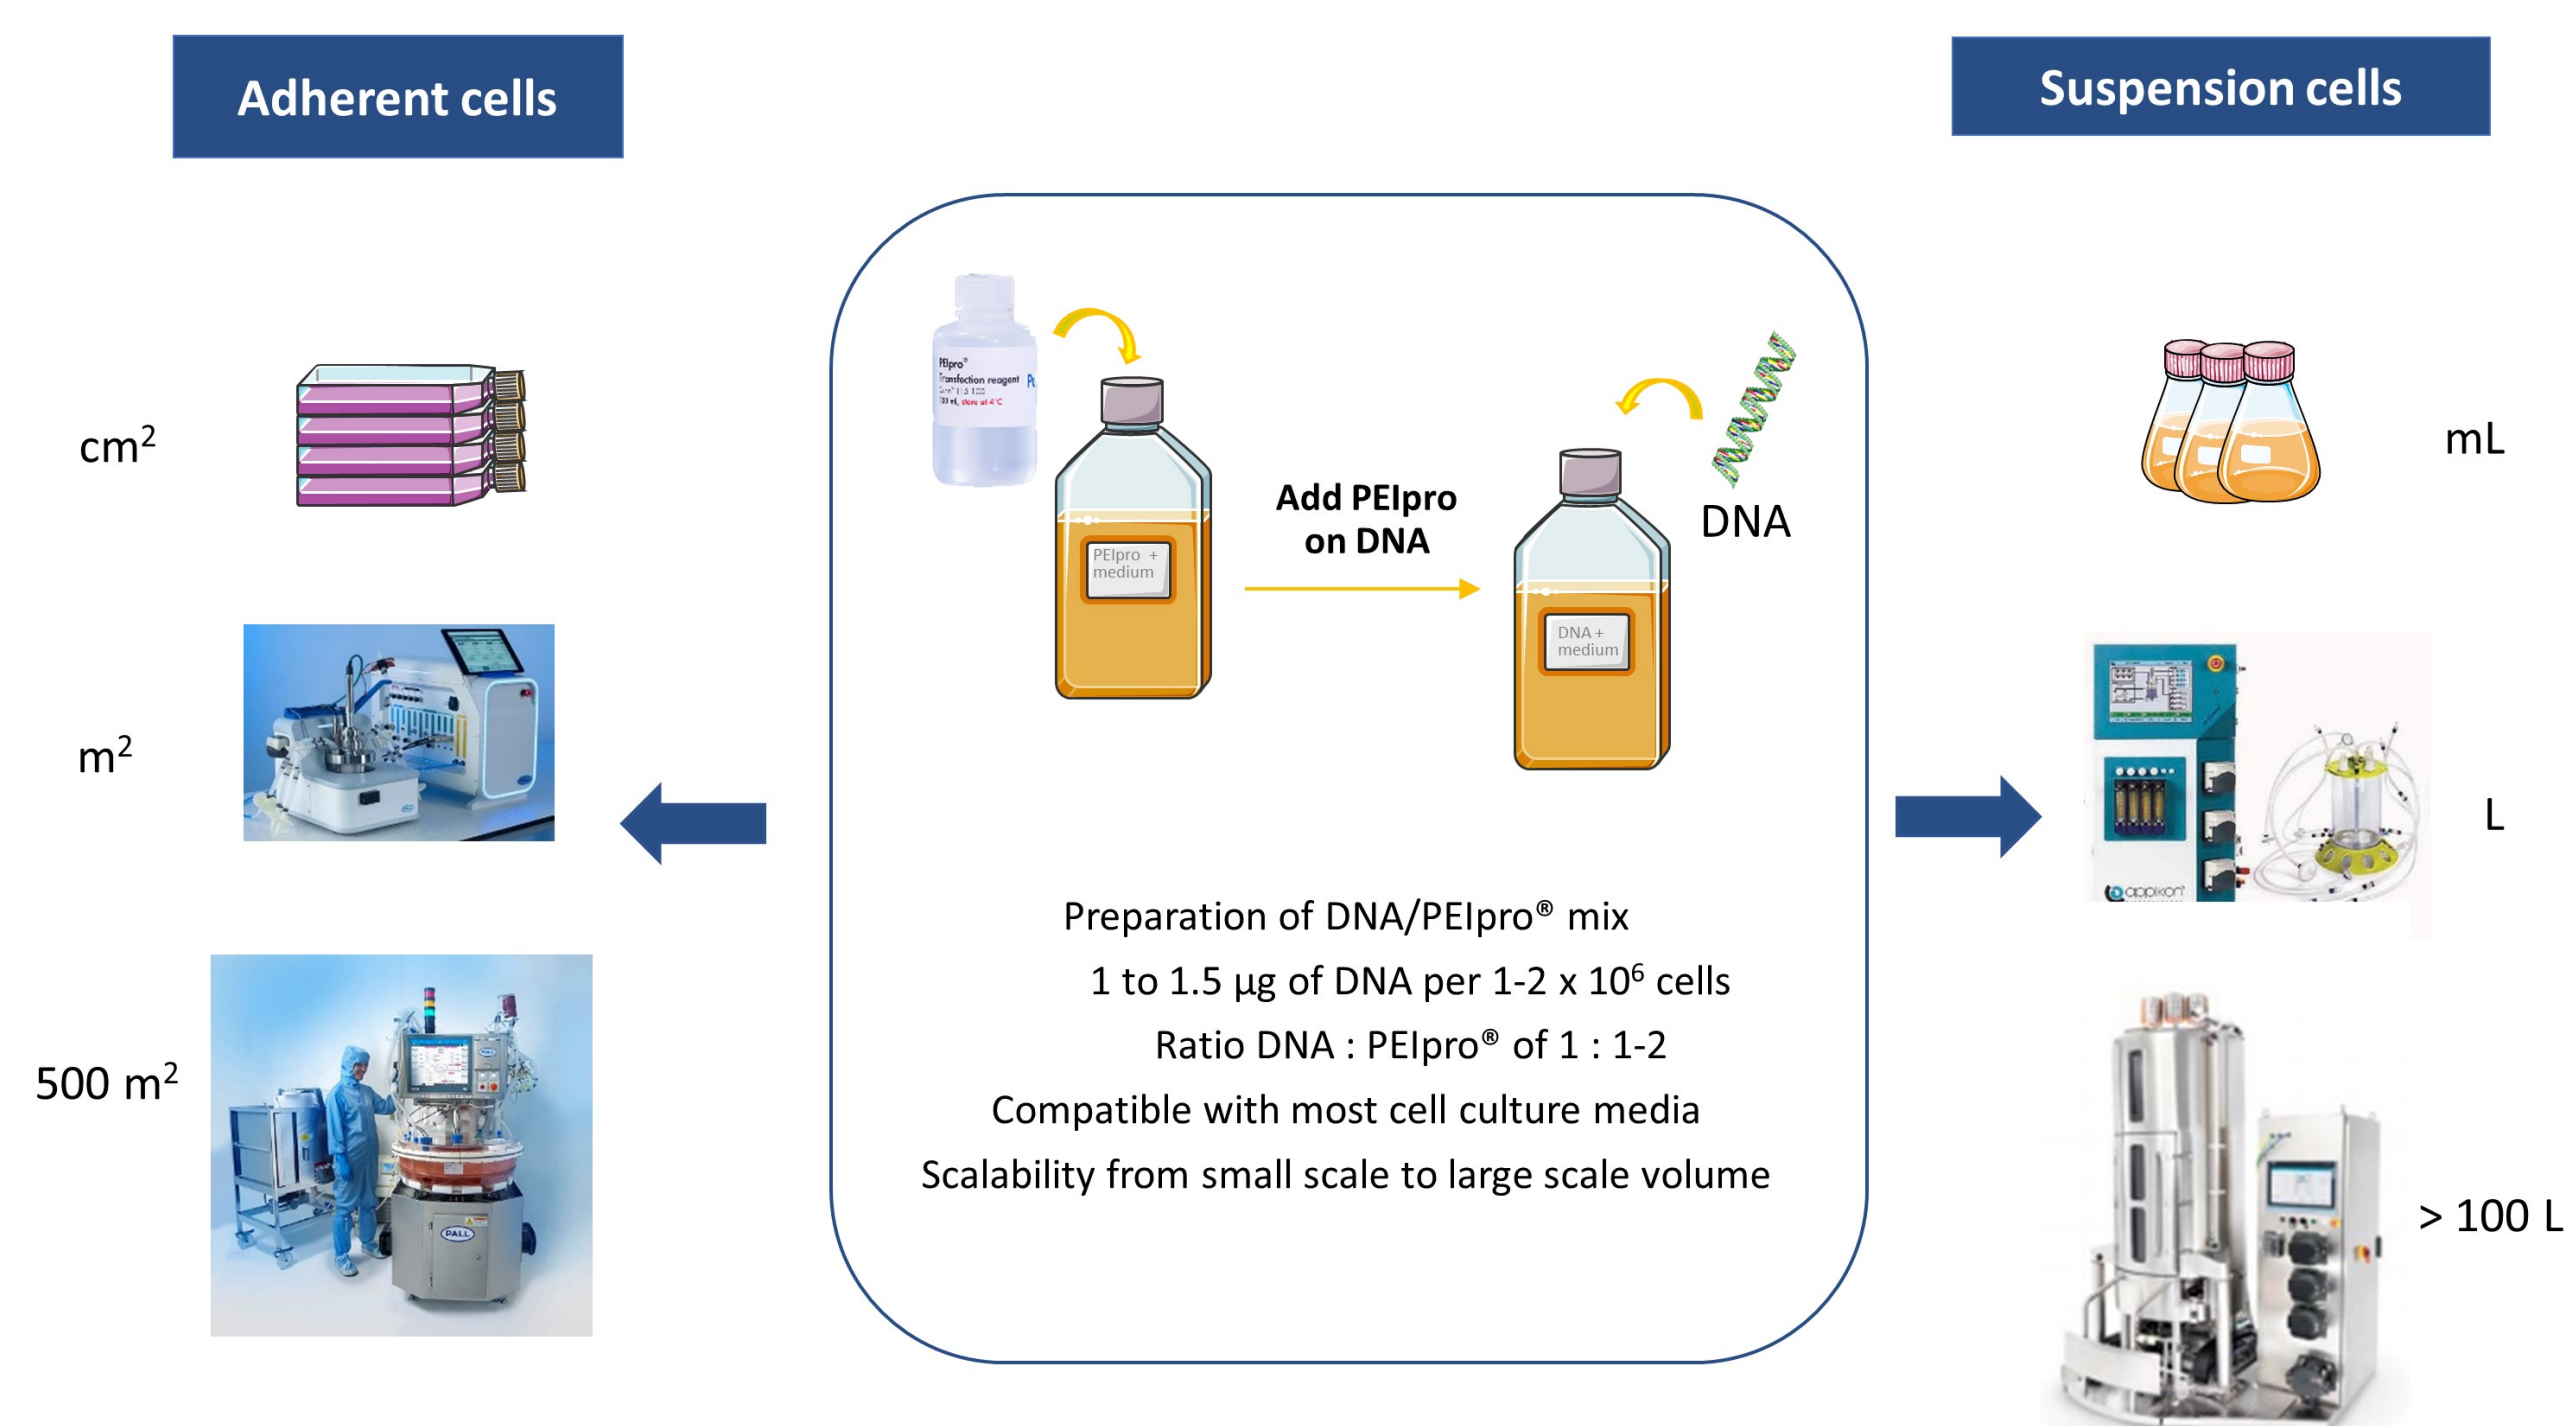 Adherent cells
Suspension cells
PEIpro®
Transfection reagent
store at 4°C
Add PEIpro
on DNA
DNA
PEIpro +
medium
DNA +
medium
cm²
m²
500 m²
PALL
mL
L
applikon
> 100 L
Preparation of DNA/PEIpro® mix
1 to 1.5 µg of DNA per 1-2 x 10⁶ cells
Ratio DNA : PEIpro® of 1 : 1-2
Compatible with most cell culture media
Scalability from small scale to large scale volume